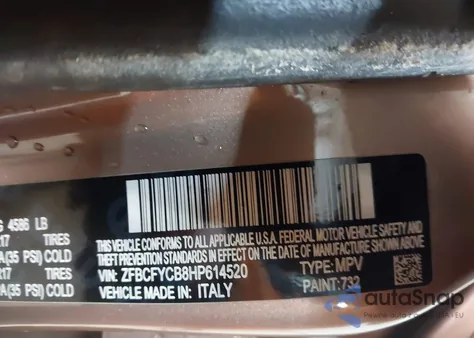 G 4586 LB
R17 TIRES
A(35 PSI) COLD
R17 TIRES
A(35 PSI) COLD
THIS VEHICLE CONFORMS TO ALL APPLICABLE U.S.A. FEDERAL MOTOR VEHICLE SAFETY AND
THEFT PREVENTION STANDARDS IN EFFECT ON THE DATE OF MANUFACTURE SHOWN ABOVE.
VIN: ZFBCFYCB8HP614520 TYPE: MPV
VEHICLE MADE IN: ITALY PAINT: 732
autoSnap